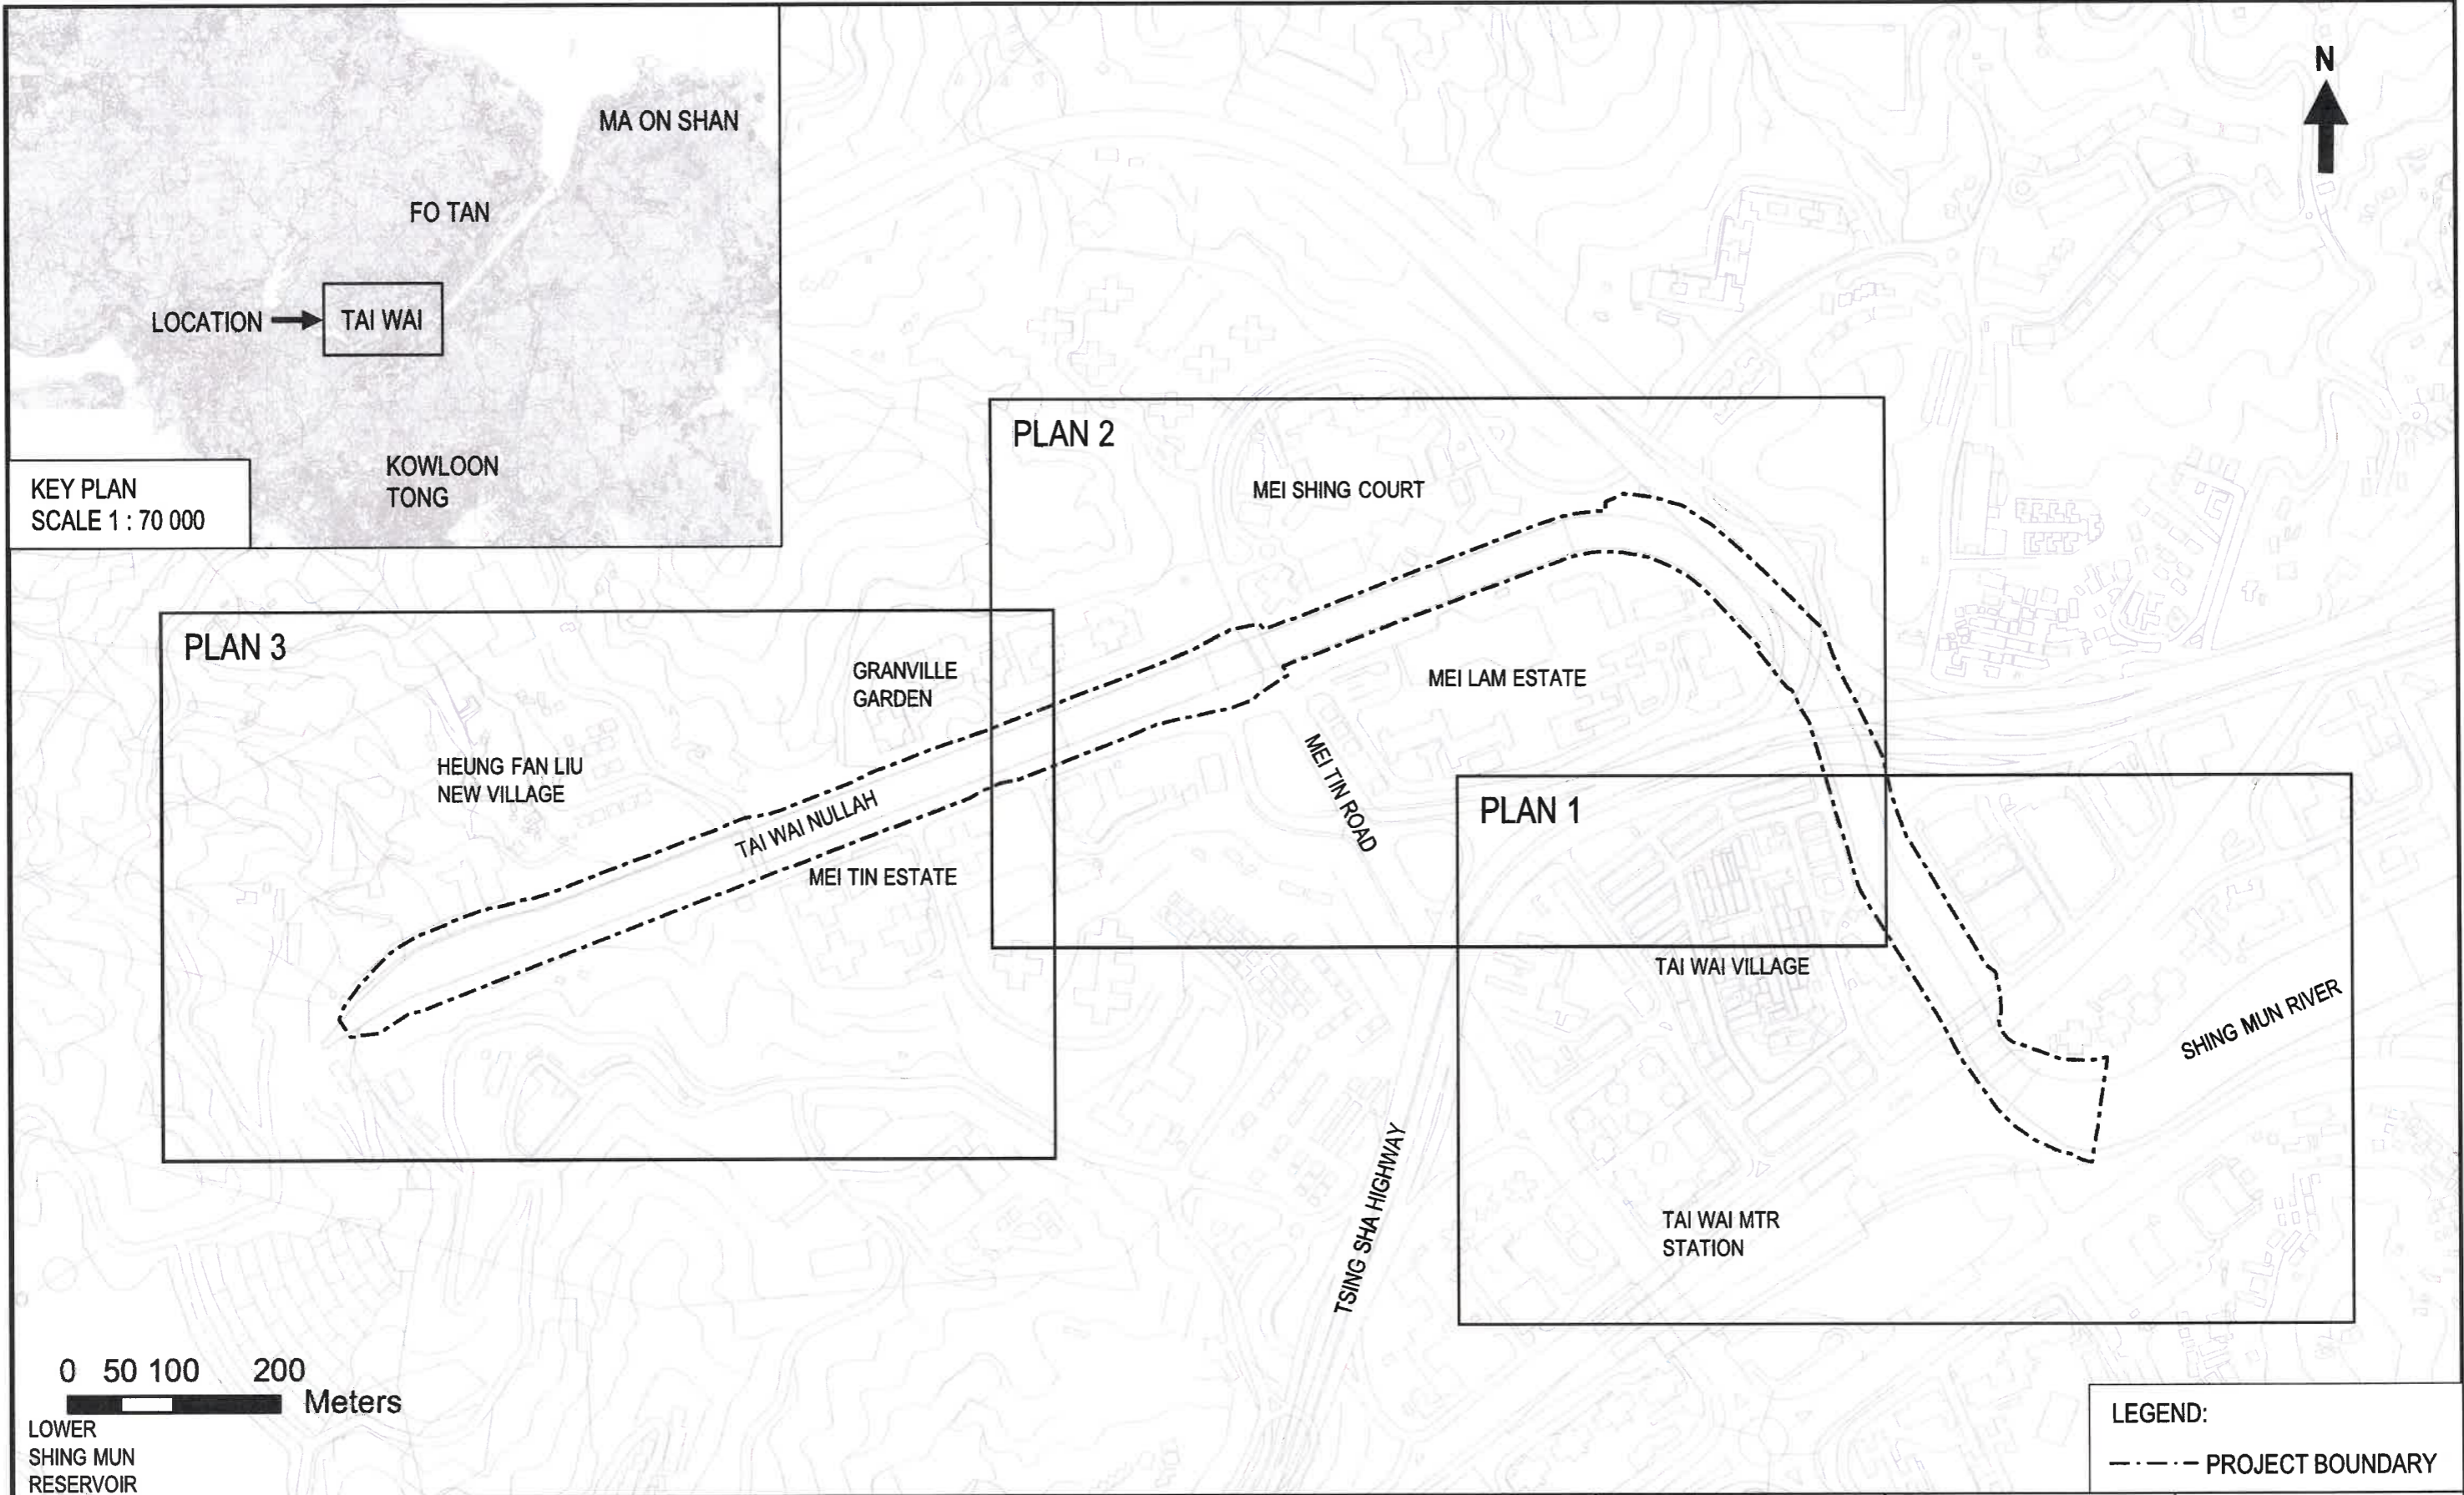 MA ON SHAN
FO TAN
LOCATION
TAI WAI
KOWLOON
TONG
KEY PLAN
SCALE 1 : 70 000
N
PLAN 2
MEI SHING COURT
PLAN 3
GRANVILLE
GARDEN
MEI LAM ESTATE
HEUNG FAN LIU
NEW VILLAGE
MEI TIN ROAD
TAI WAI NULLAH
PLAN 1
MEI TIN ESTATE
TAI WAI VILLAGE
SHING MUN RIVER
TSING SHA HIGHWAY
TAI WAI MTR
STATION
0 50 100 200
Meters
LOWER
SHING MUN
RESERVOIR
LEGEND:
PROJECT BOUNDARY